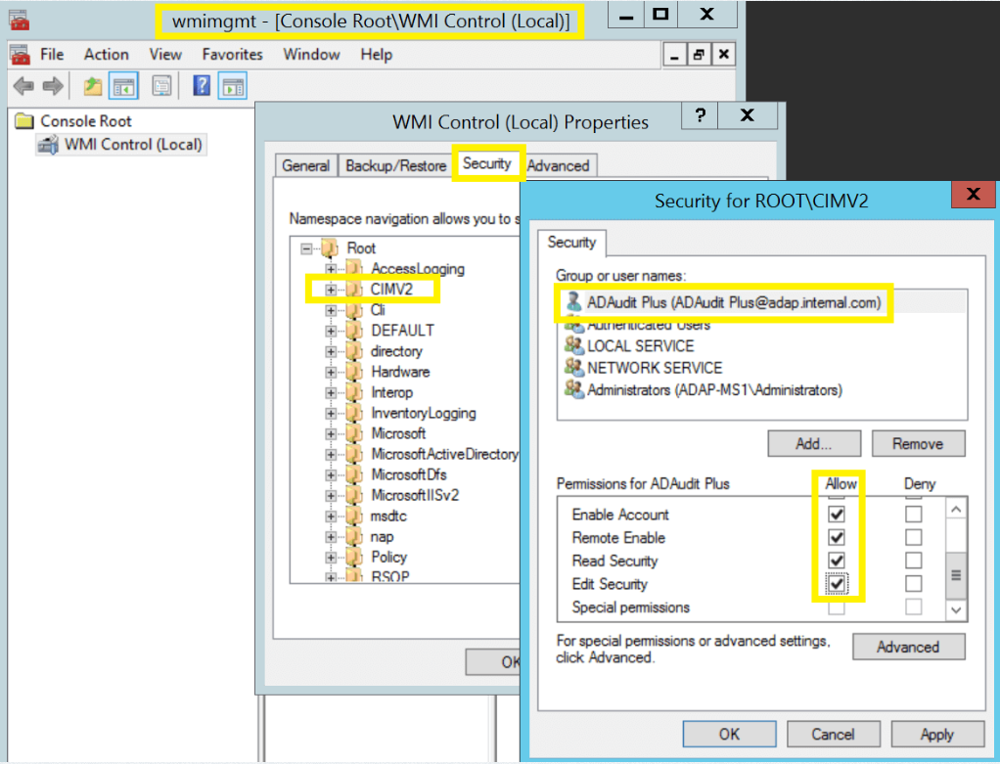 wmimgmt - [Console Root\WMI Control (Local)]
File Action View Favorites Window Help
Console Root
WMI Control (Local)
WMI Control (Local) Properties
General Backup/Restore Security Advanced
Namespace navigation allows you to s
Root
AccessLogging
CIMV2
Cli
DEFAULT
directory
Hardware
Interop
InventoryLogging
Microsoft
MicrosoftActiveDirectory
MicrosoftDfs
MicrosoftIISv2
msdtc
nap
Policy
RSOP
OK
Security for ROOT\CIMV2
Security
Group or user names:
ADAudit Plus (ADAudit Plus@adap.internal.com)
Authenticated Users
LOCAL SERVICE
NETWORK SERVICE
Administrators (ADAP-MS1\Administrators)
Add... Remove
Permissions for ADAudit Plus Allow Deny
Enable Account
Remote Enable
Read Security
Edit Security
Special permissions
For special permissions or advanced settings,
click Advanced.
Advanced
OK Cancel Apply